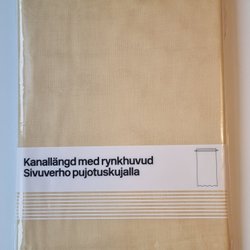 Kanallängd med rynkhuvud
Sivuverho pujotuskujalla